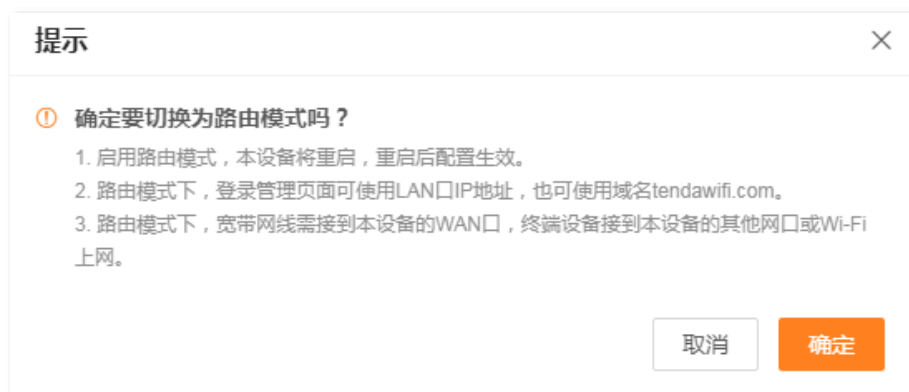 提示
确定要切换为路由模式吗？
1. 启用路由模式，本设备将重启，重启后配置生效。
2. 路由模式下，登录管理页面可使用LAN口IP地址，也可使用域名tendawifi.com。
3. 路由模式下，宽带网线需接到本设备的WAN口，终端设备接到本设备的其他网口或Wi-Fi
上网。
取消 确定